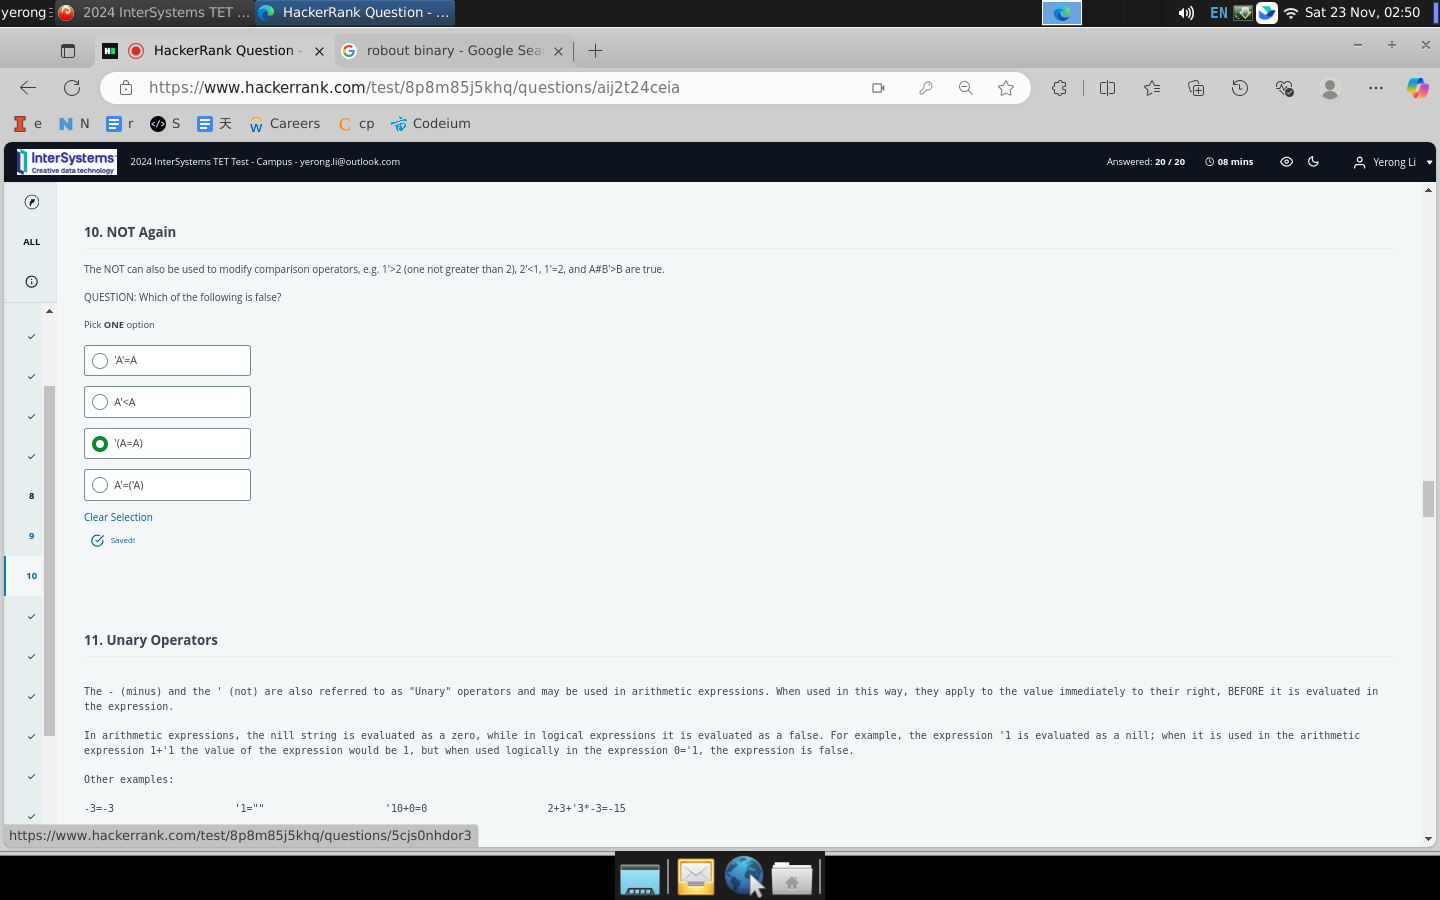 yerong
2024 InterSystems TET ...
HackerRank Question - ...
EN
Sat 23 Nov, 02:50
HackerRank Question -
robout binary - Google Sea
https://www.hackerrank.com/test/8p8m85j5khq/questions/aij2t24ceia
e
N
r
S
天
Careers
cp
Codeium
InterSystems
Creative data technology
2024 InterSystems TET Test - Campus - yerong.li@outlook.com
Answered: 20 / 20
08 mins
Yerong Li
ALL
8
9
10
10. NOT Again
The NOT can also be used to modify comparison operators, e.g. 1'>2 (one not greater than 2), 2'<1, 1'=2, and A#B'>B are true.
QUESTION: Which of the following is false?
Pick ONE option
'A'=A
A'<A
'(A=A)
A'=('A)
Clear Selection
Saved!
11. Unary Operators
The - (minus) and the ' (not) are also referred to as "Unary" operators and may be used in arithmetic expressions. When used in this way, they apply to the value immediately to their right, BEFORE it is evaluated in
the expression.
In arithmetic expressions, the nill string is evaluated as a zero, while in logical expressions it is evaluated as a false. For example, the expression '1 is evaluated as a nill; when it is used in the arithmetic
expression 1+'1 the value of the expression would be 1, but when used logically in the expression 0='1, the expression is false.
Other examples:
-3=-3 '1="" '10+0=0 2+3+'3*-3=-15
https://www.hackerrank.com/test/8p8m85j5khq/questions/5cjs0nhdor3